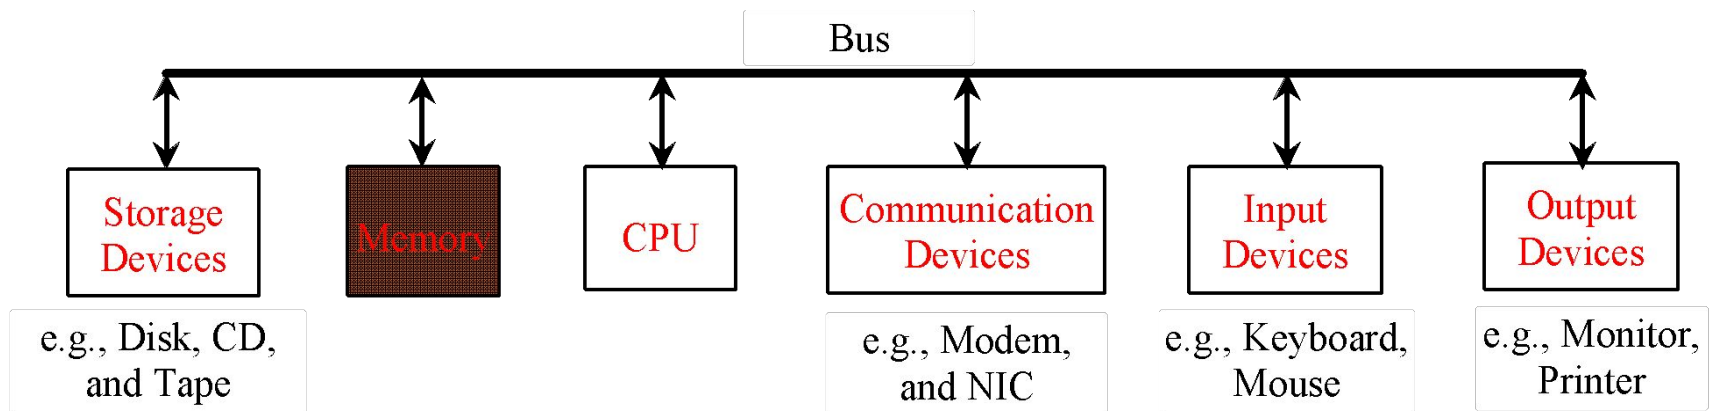 Bus
Storage
Devices
Memory
CPU
Communication
Devices
Input
Devices
Output
Devices
e.g., Disk, CD,
and Tape
e.g., Modem,
and NIC
e.g., Keyboard,
Mouse
e.g., Monitor,
Printer